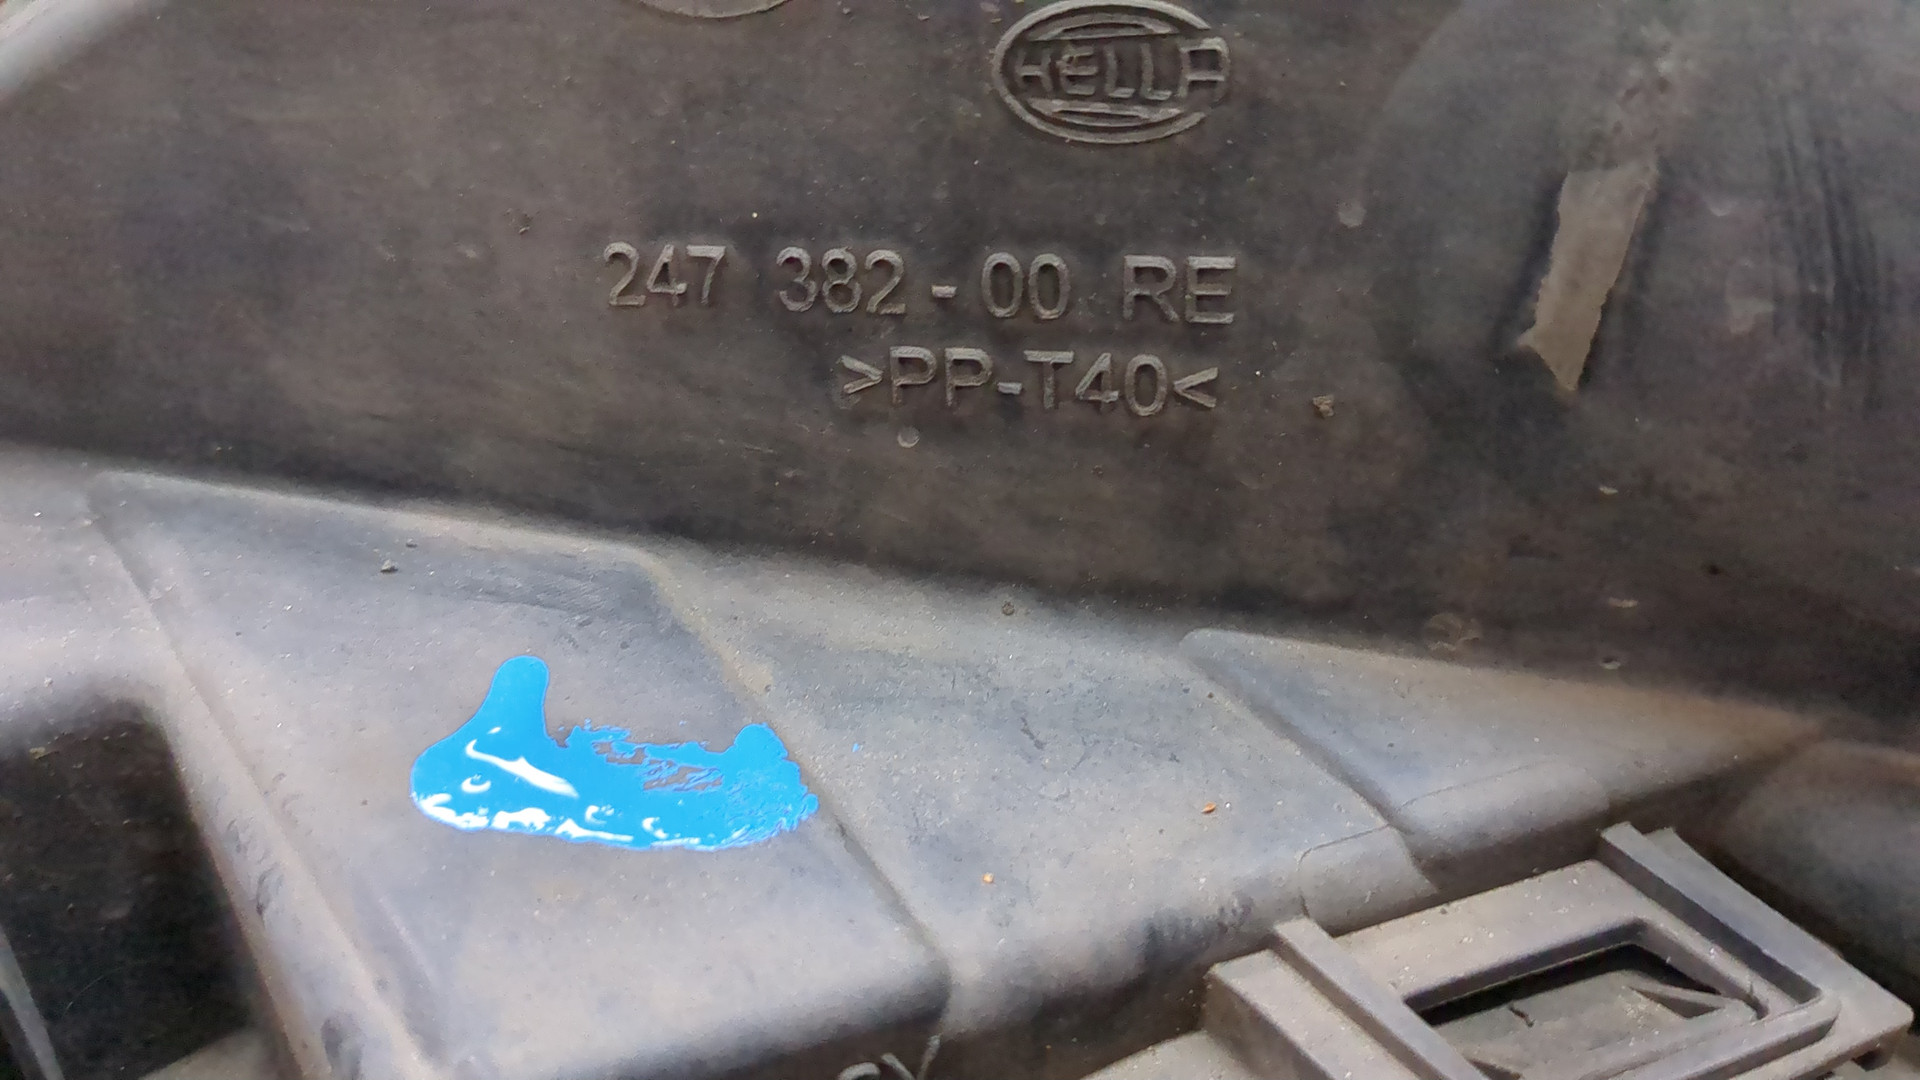 HELLA
247 382-00 RE
>PP-T40<